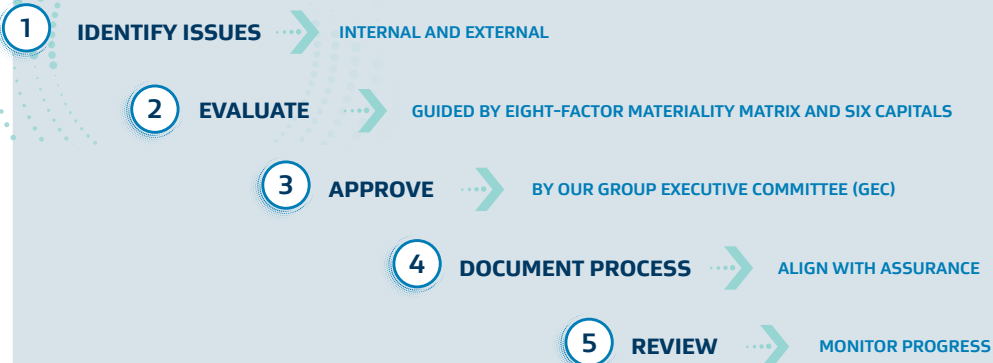 1 IDENTIFY ISSUES INTERNAL AND EXTERNAL
2 EVALUATE GUIDED BY EIGHT-FACTOR MATERIALITY MATRIX AND SIX CAPITALS
3 APPROVE BY OUR GROUP EXECUTIVE COMMITTEE (GEC)
4 DOCUMENT PROCESS ALIGN WITH ASSURANCE
5 REVIEW MONITOR PROGRESS